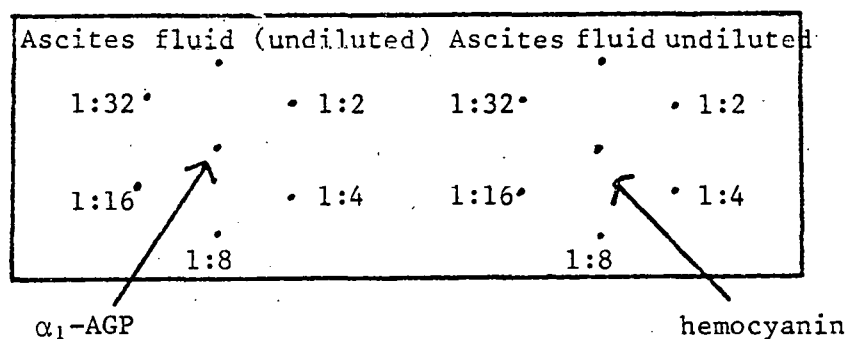 Ascites fluid (undiluted) Ascites fluid undiluted
1:32 1:2 1:32 1:2
1:16 1:4 1:16 1:4
1:8 1:8
α₁-AGP hemocyanin